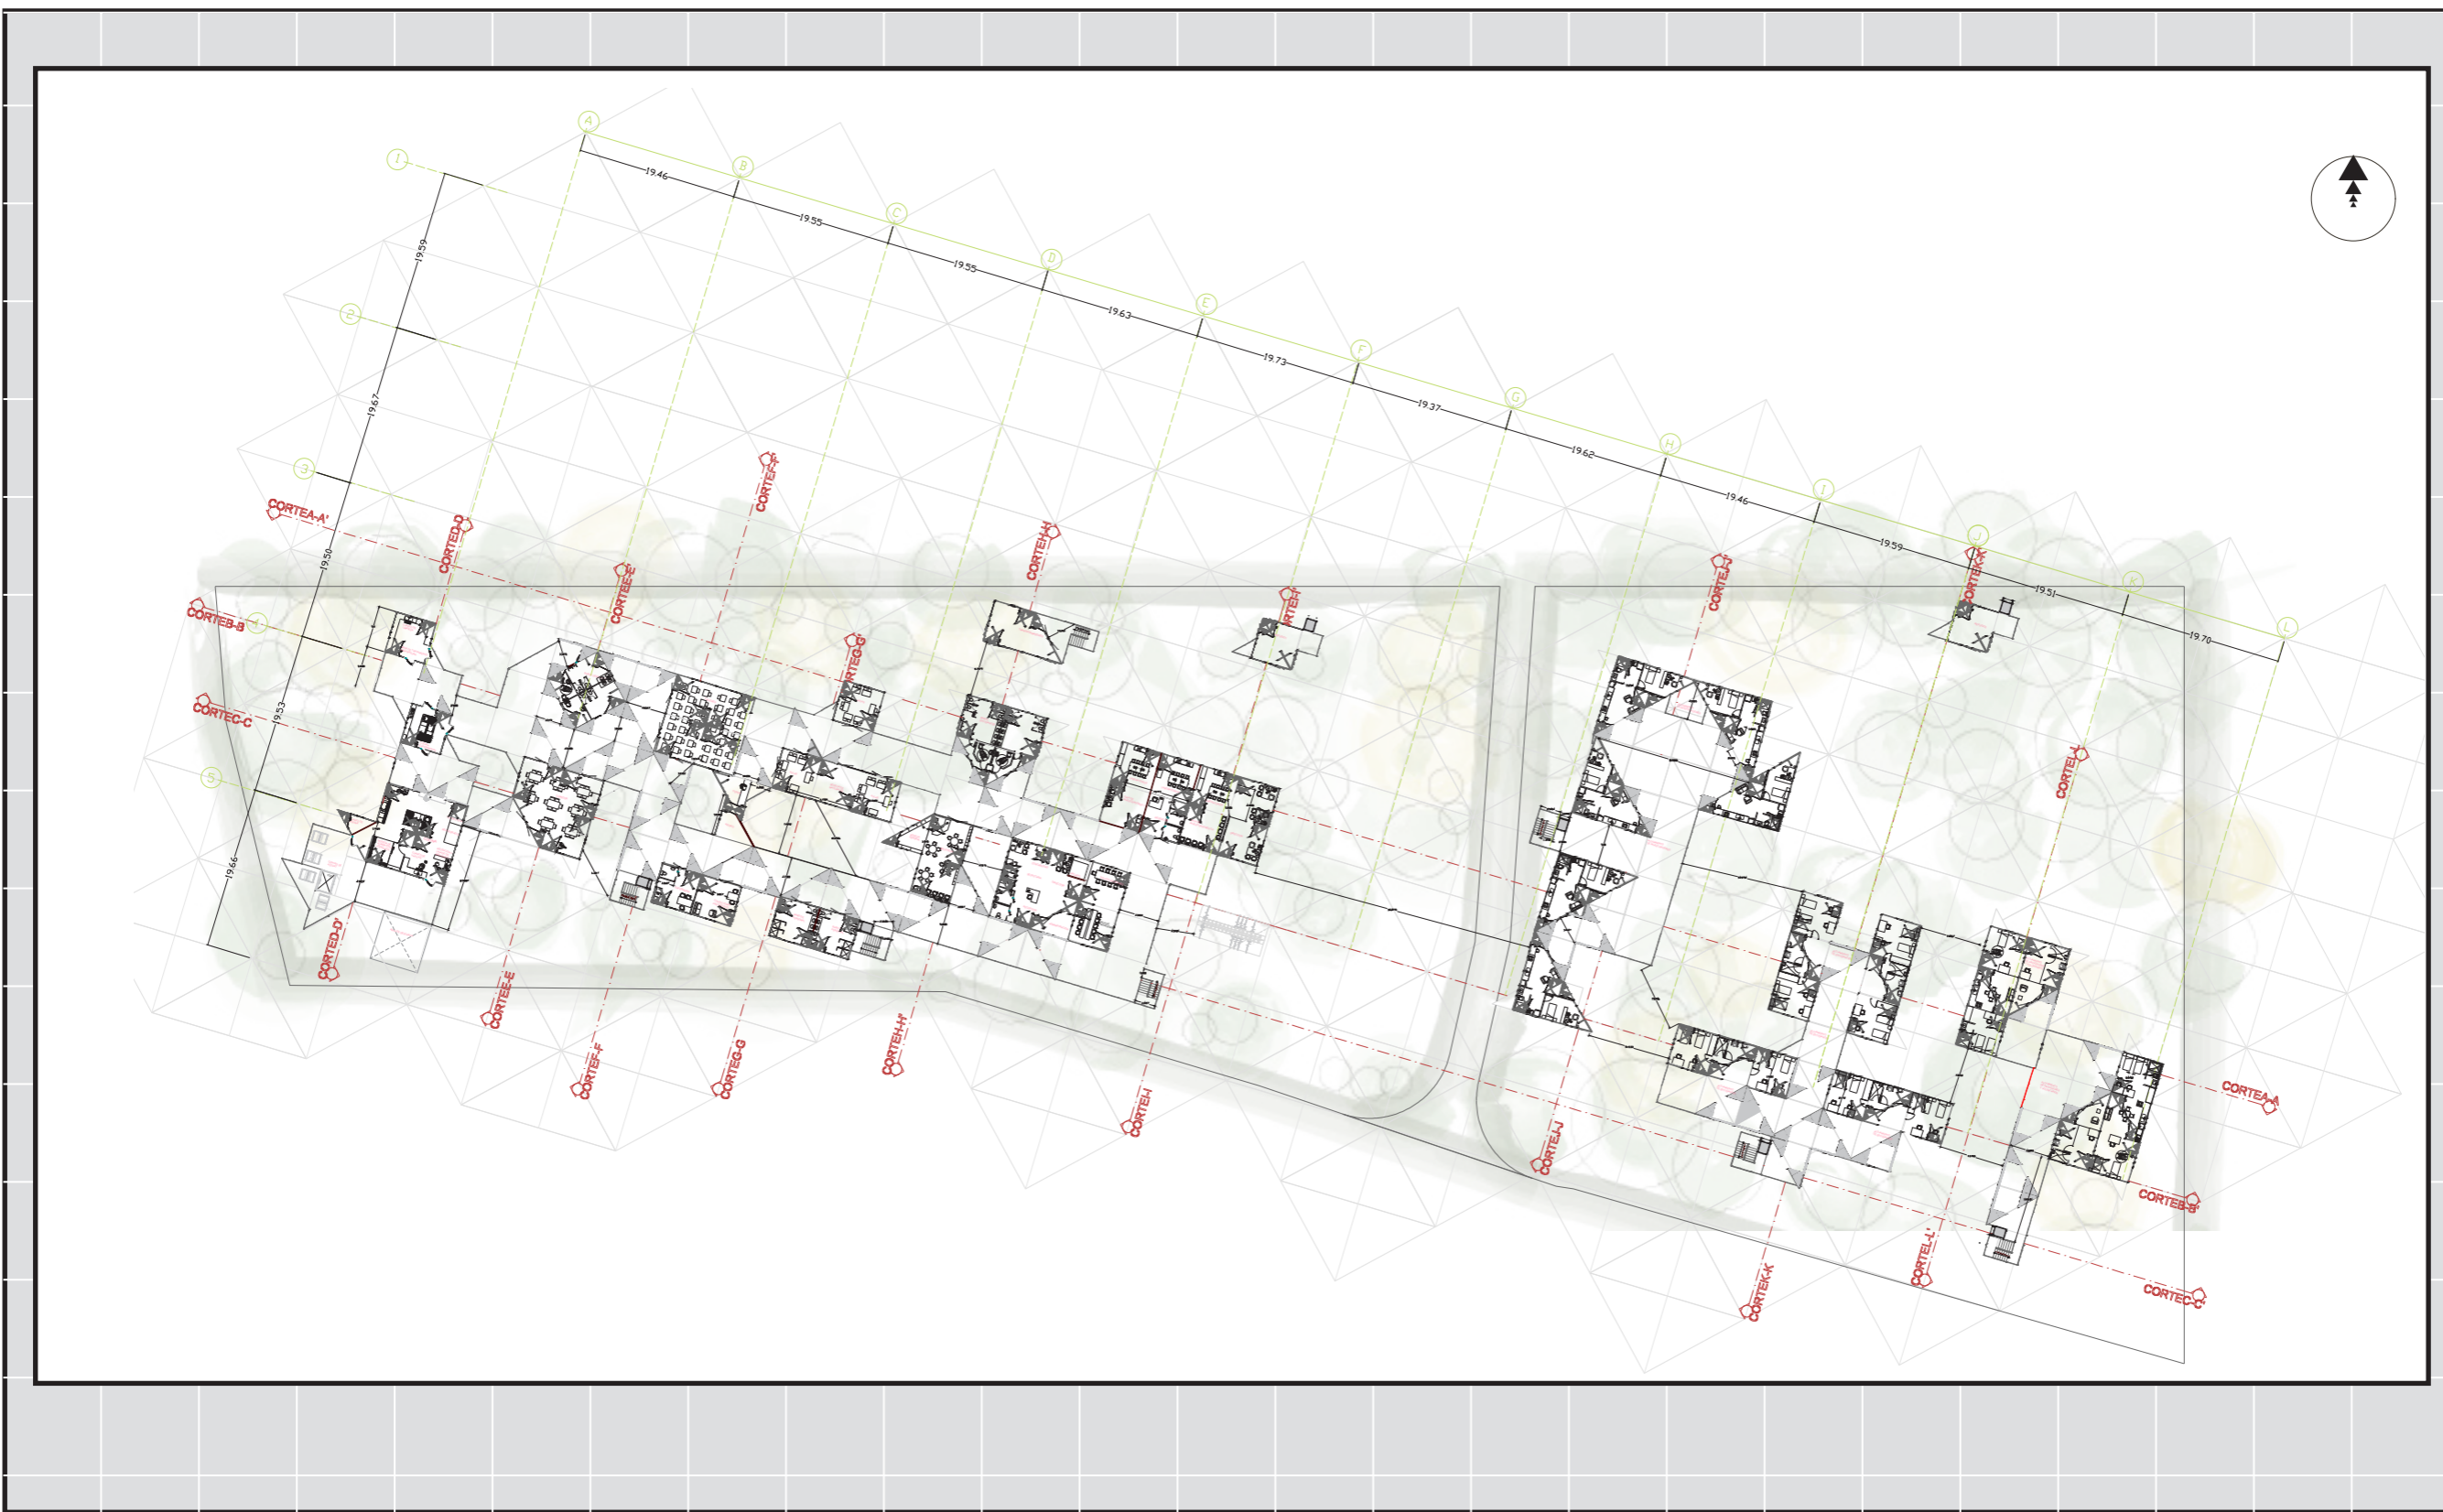 A
I
B
19.46
C
19.55
19.59
D
19.55
E
2
19.63
F
19.73
G
19.67
19.37
H
3
19.62
CORTEF-F'
I
19.46
CORTEA-A'
CORTED-D
CORTEH-H
J
19.59
19.50
CORTEE-E'
CORTEI-I'
CORTEJ-J'
CORTEK-K'
K
19.51
CORTEB-B
4
L
19.70
CORTEG-G'
CORTEC-C
19.53
CORTEL-L
5
19.66
CORTED-D'
CORTEE-E
CORTEH-H'
CORTEF-F
CORTEG-G
CORTEI-I
CORTEA-A
CORTEJ-J
CORTEB-B'
CORTEL-L'
CORTEK-K
CORTEC-C'